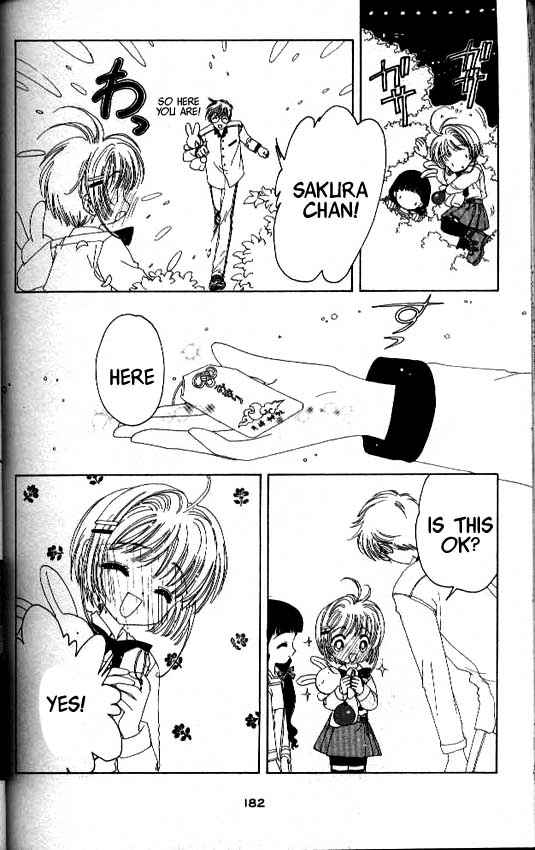 ガサ
ガサ
SAKURA
CHAN!
SO HERE
YOU ARE!
わっ
HERE
IS THIS
OK?
YES!
182